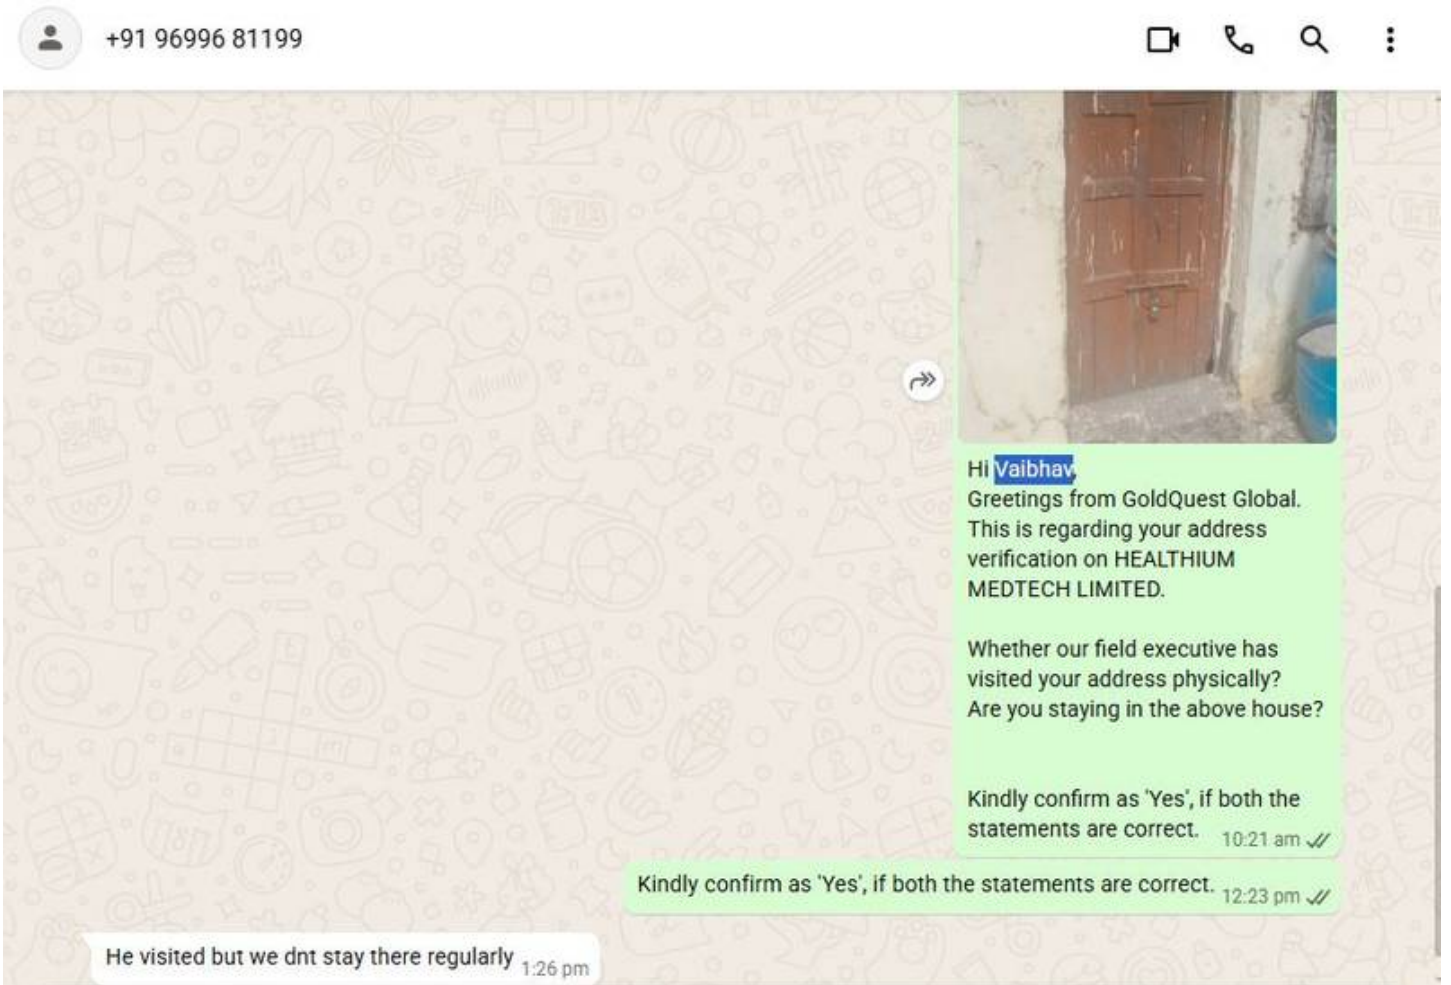 +91 96996 81199
Hi Vaibhav,
Greetings from GoldQuest Global.
This is regarding your address
verification on HEALTHIUM
MEDTECH LIMITED.
Whether our field executive has
visited your address physically?
Are you staying in the above house?
Kindly confirm as 'Yes', if both the
statements are correct. 10:21 am
Kindly confirm as 'Yes', if both the statements are correct. 12:23 pm
He visited but we dnt stay there regularly 1:26 pm